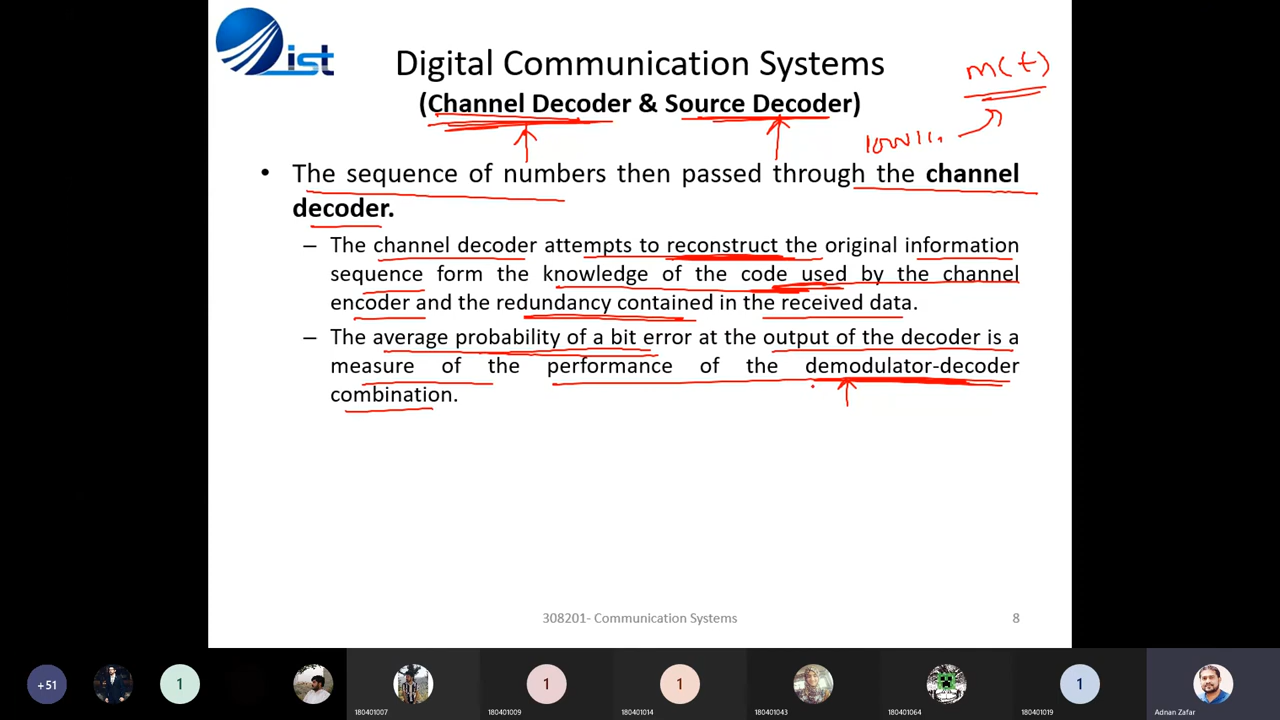 ist
Digital Communication Systems
m(t)
(Channel Decoder & Source Decoder)
• The sequence of numbers then passed through the channel
decoder.
– The channel decoder attempts to reconstruct the original information
sequence form the knowledge of the code used by the channel
encoder and the redundancy contained in the received data.
– The average probability of a bit error at the output of the decoder is a
measure of the performance of the demodulator-decoder
combination.
308201- Communication Systems
8
+51
1
1
1
1
180401007
180401009
180401014
180401043
180401064
180401019
Adnan Zafar